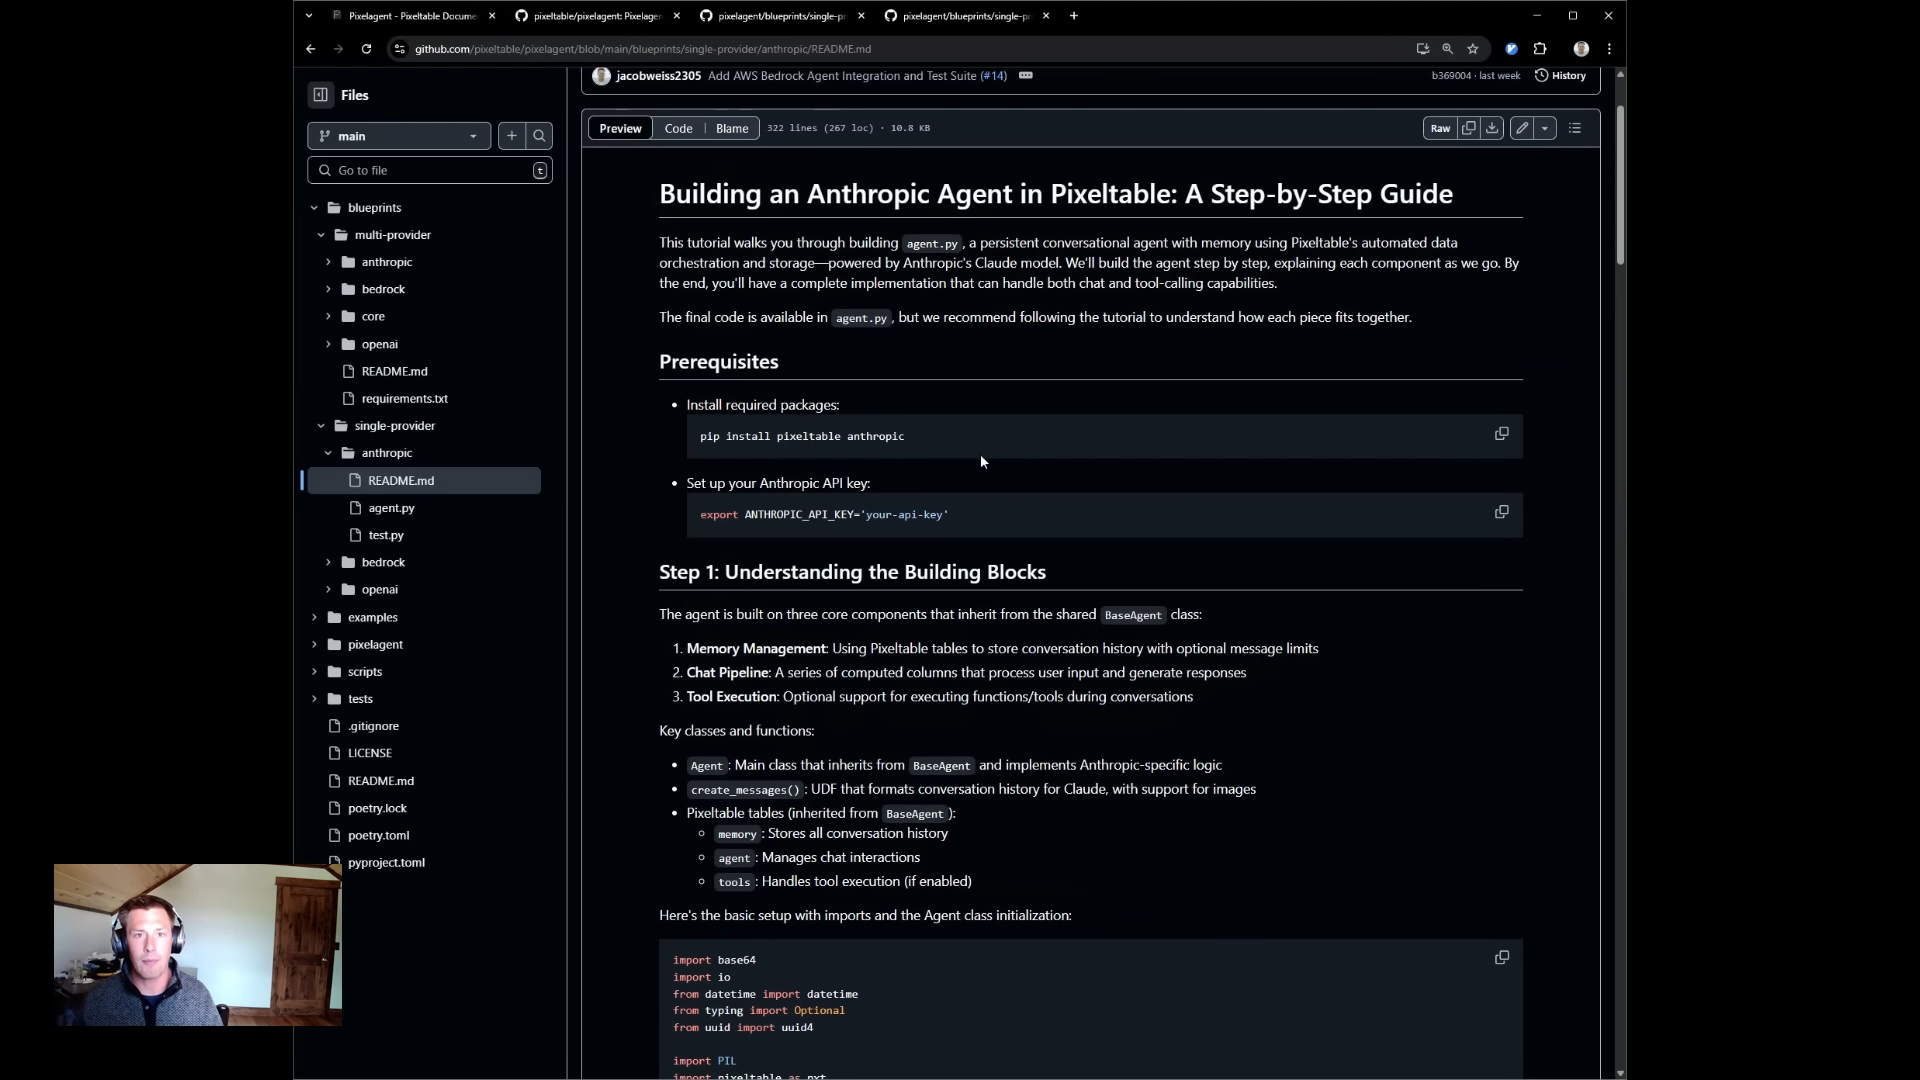 Pixelagent - Pixeltable Docume
pixeltable/pixelagent: Pixelagen
pixelagent/blueprints/single-pr
pixelagent/blueprints/single-pr
github.com/pixeltable/pixelagent/blob/main/blueprints/single-provider/anthropic/README.md
Files
main
Go to file
t
blueprints
multi-provider
anthropic
bedrock
core
openai
README.md
requirements.txt
single-provider
anthropic
README.md
agent.py
test.py
bedrock
openai
examples
pixelagent
scripts
tests
.gitignore
LICENSE
README.md
poetry.lock
poetry.toml
pyproject.toml
jacobweiss2305 Add AWS Bedrock Agent Integration and Test Suite (#14)
b369004 · last week
History
Preview Code Blame 322 lines (267 loc) · 10.8 KB
Raw
Building an Anthropic Agent in Pixeltable: A Step-by-Step Guide
This tutorial walks you through building agent.py, a persistent conversational agent with memory using Pixeltable's automated data
orchestration and storage—powered by Anthropic's Claude model. We'll build the agent step by step, explaining each component as we go. By
the end, you'll have a complete implementation that can handle both chat and tool-calling capabilities.
The final code is available in agent.py, but we recommend following the tutorial to understand how each piece fits together.
Prerequisites
• Install required packages:
pip install pixeltable anthropic
• Set up your Anthropic API key:
export ANTHROPIC_API_KEY='your-api-key'
Step 1: Understanding the Building Blocks
The agent is built on three core components that inherit from the shared BaseAgent class:
1. Memory Management: Using Pixeltable tables to store conversation history with optional message limits
2. Chat Pipeline: A series of computed columns that process user input and generate responses
3. Tool Execution: Optional support for executing functions/tools during conversations
Key classes and functions:
• Agent: Main class that inherits from BaseAgent and implements Anthropic-specific logic
• create_messages(): UDF that formats conversation history for Claude, with support for images
• Pixeltable tables (inherited from BaseAgent):
○ memory: Stores all conversation history
○ agent: Manages chat interactions
○ tools: Handles tool execution (if enabled)
Here's the basic setup with imports and the Agent class initialization:
import base64
import io
from datetime import datetime
from typing import Optional
from uuid import uuid4
import PIL
import pixeltable as pxt